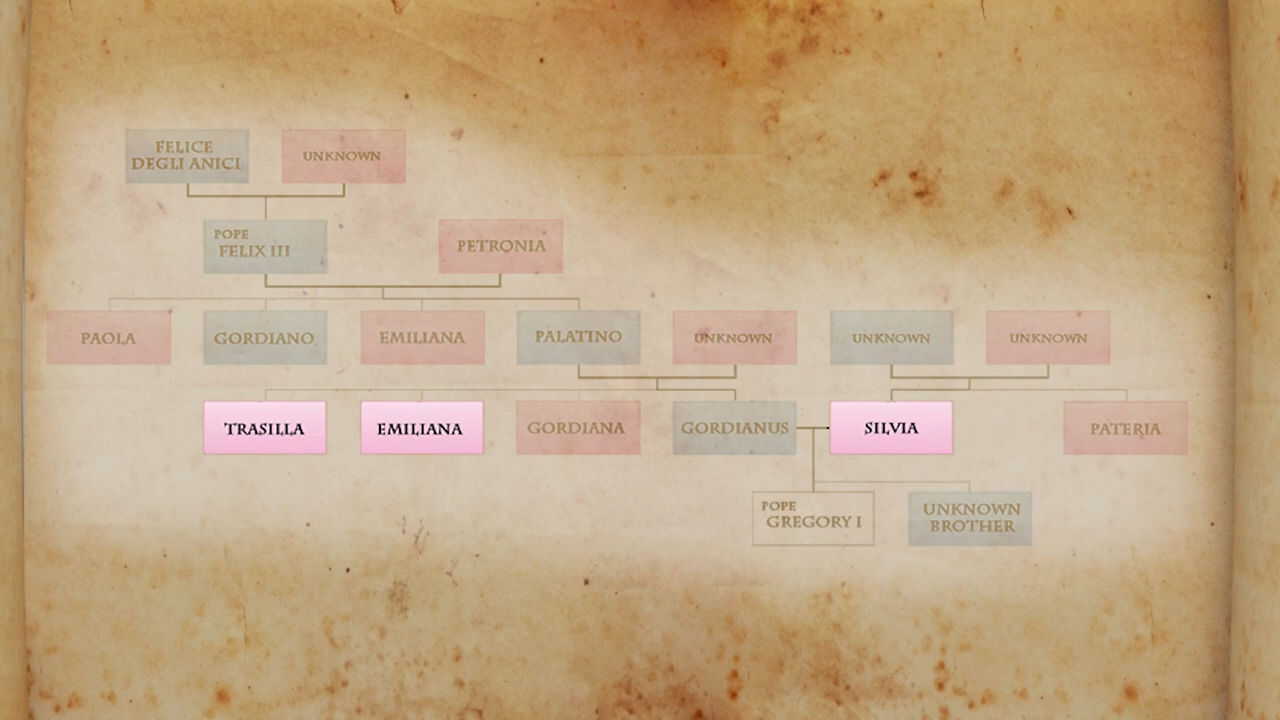 FELICE
DEGLI ANICI
UNKNOWN
POPE
FELIX III
PETRONIA
PAOLA
GORDIANO
EMILIANA
PALATINO
UNKNOWN
UNKNOWN
UNKNOWN
TRASILLA
EMILIANA
GORDIANA
GORDIANUS
SILVIA
PATERIA
POPE
GREGORY I
UNKNOWN
BROTHER